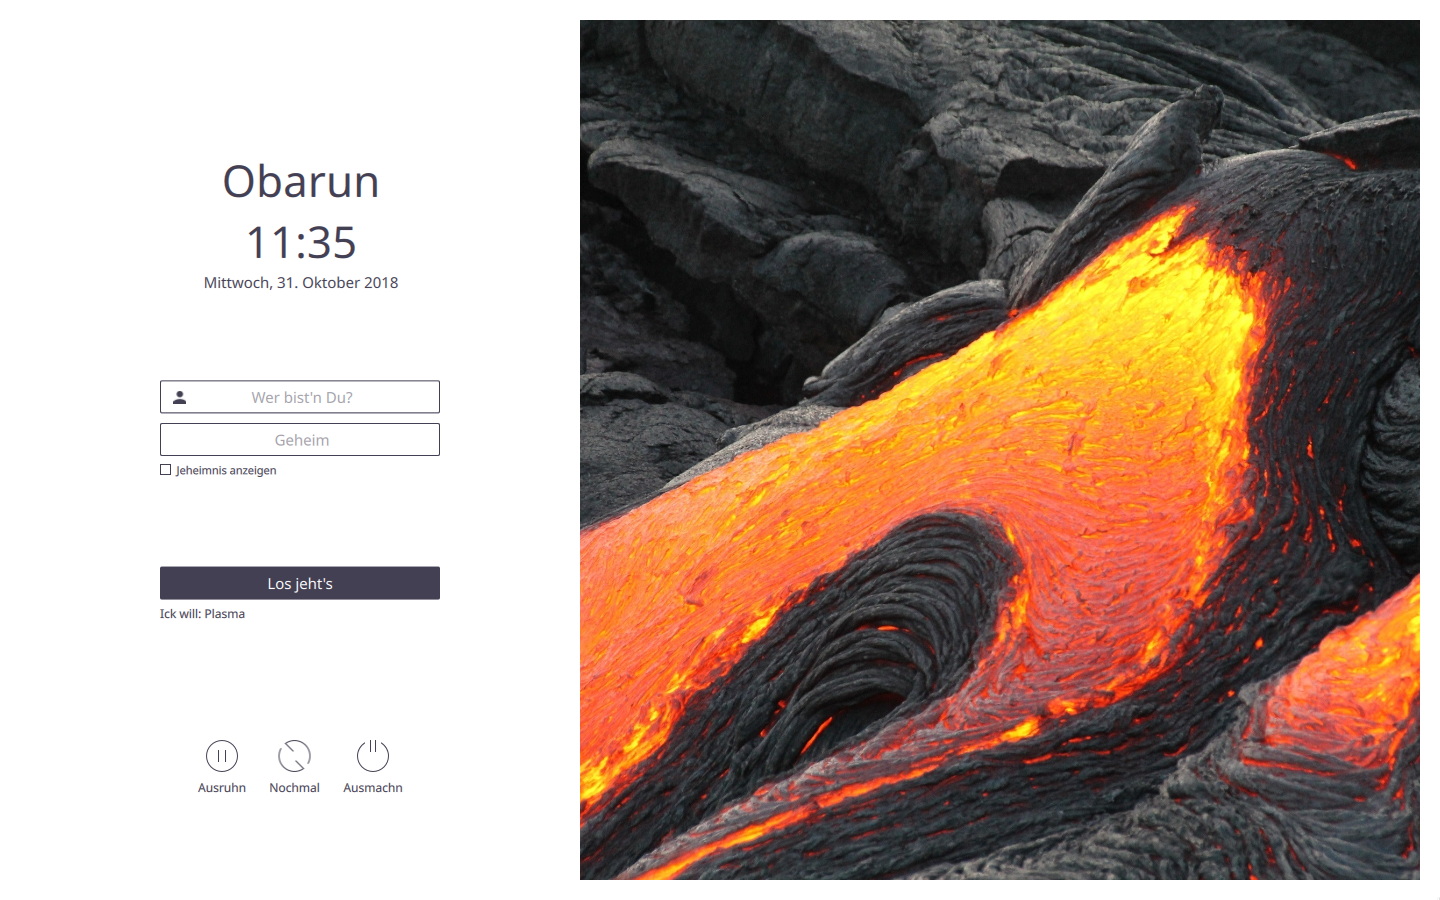 Obarun
11:35
Mittwoch, 31. Oktober 2018
Wer bist'n Du?
Geheim
Jeheimnis anzeigen
Los jeht's
Ick will: Plasma
Ausruhn Nochmal Ausmachn